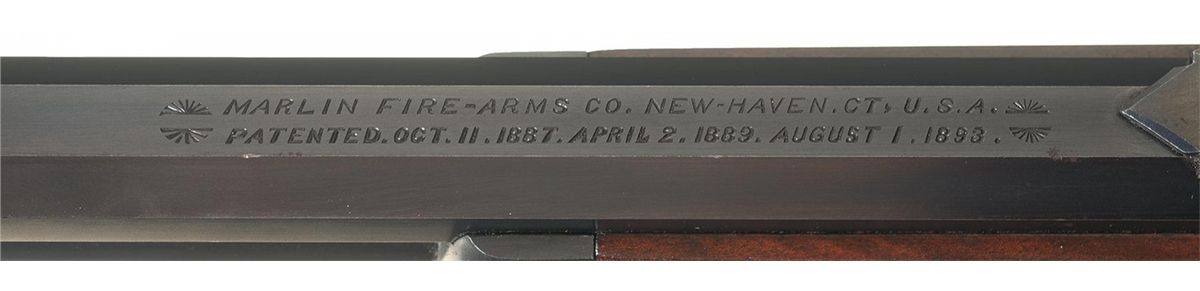 MARLIN FIRE-ARMS CO. NEW-HAVEN.CT, U.S.A.
PATENTED.OCT.11.1887.APRIL 2.1889.AUGUST 1.1893.